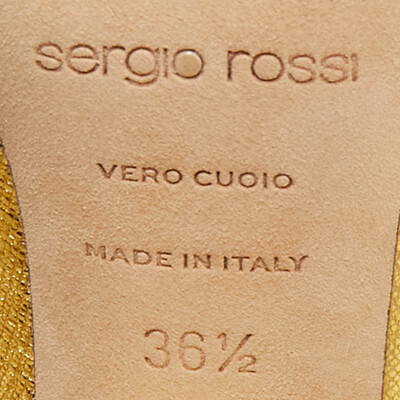 sergio rossi
VERO CUOIO
MADE IN ITALY
36½